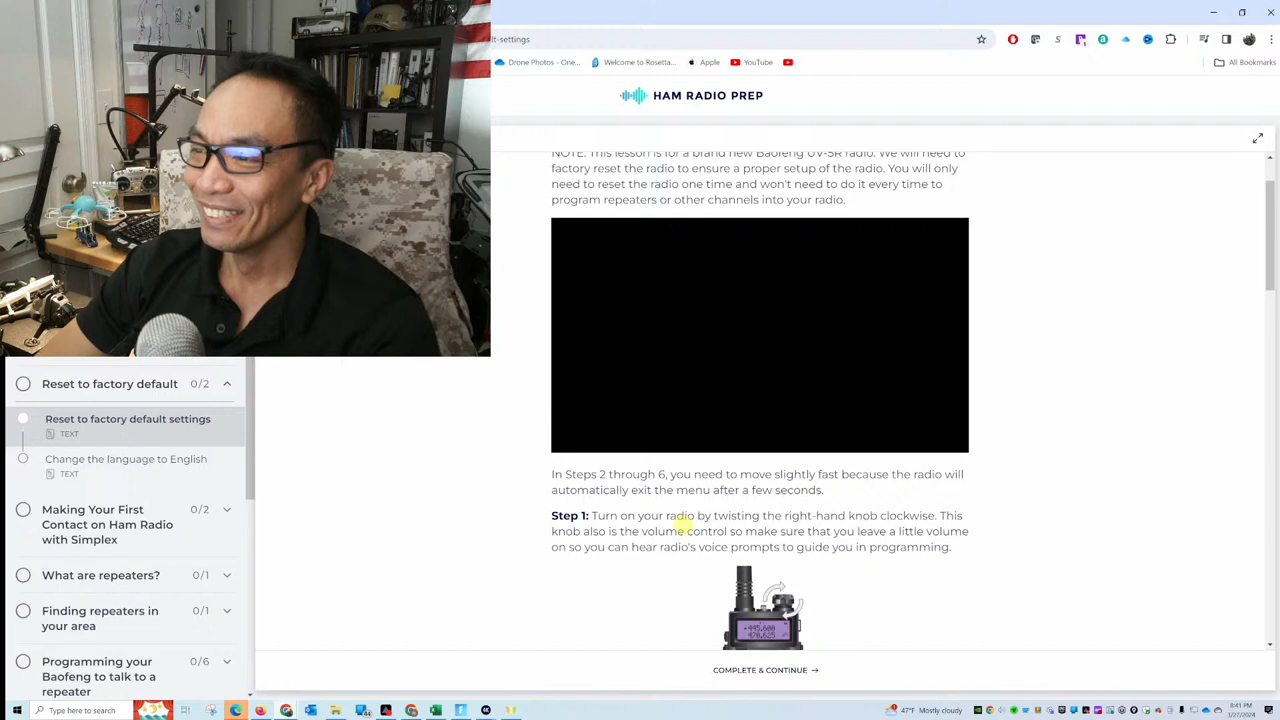 lt-settings
Drone Photos - One...
Welcome to Rosetta...
Apple
YouTube
All Bookmarks
HAM RADIO PREP
NOTE: This lesson is for a brand new Baofeng UV-5R radio. We will need to
factory reset the radio to ensure a proper setup of the radio. You will only
need to reset the radio one time and won't need to do it every time to
program repeaters or other channels into your radio.
In Steps 2 through 6, you need to move slightly fast because the radio will
automatically exit the menu after a few seconds.
Step 1: Turn on your radio by twisting the right-hand knob clockwise. This
knob also is the volume control so make sure that you leave a little volume
on so you can hear radio's voice prompts to guide you in programming.
COMPLETE & CONTINUE →
Reset to factory default 0/2
Reset to factory default settings
TEXT
Change the language to English
TEXT
Making Your First 0/2
Contact on Ham Radio
with Simplex
What are repeaters? 0/1
Finding repeaters in 0/1
your area
Programming your 0/6
Baofeng to talk to a
repeater
Type here to search
47°F Mostly cloudy
8:41 PM
3/27/2024